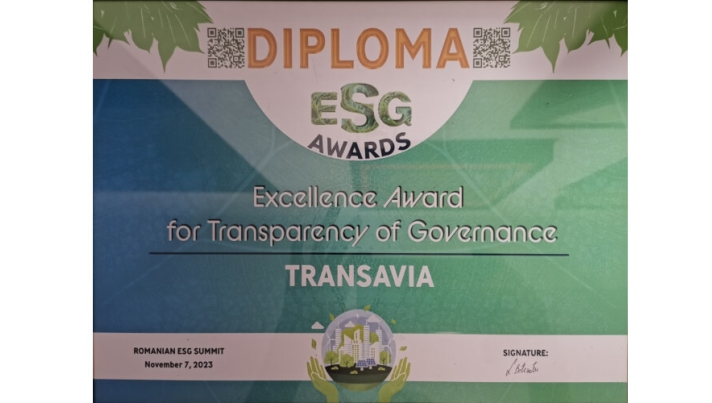 DIPLOMA
ESG
AWARDS
Excellence Award
for Transparency of Governance
TRANSAVIA
ROMANIAN ESG SUMMIT
November 7, 2023
SIGNATURE: